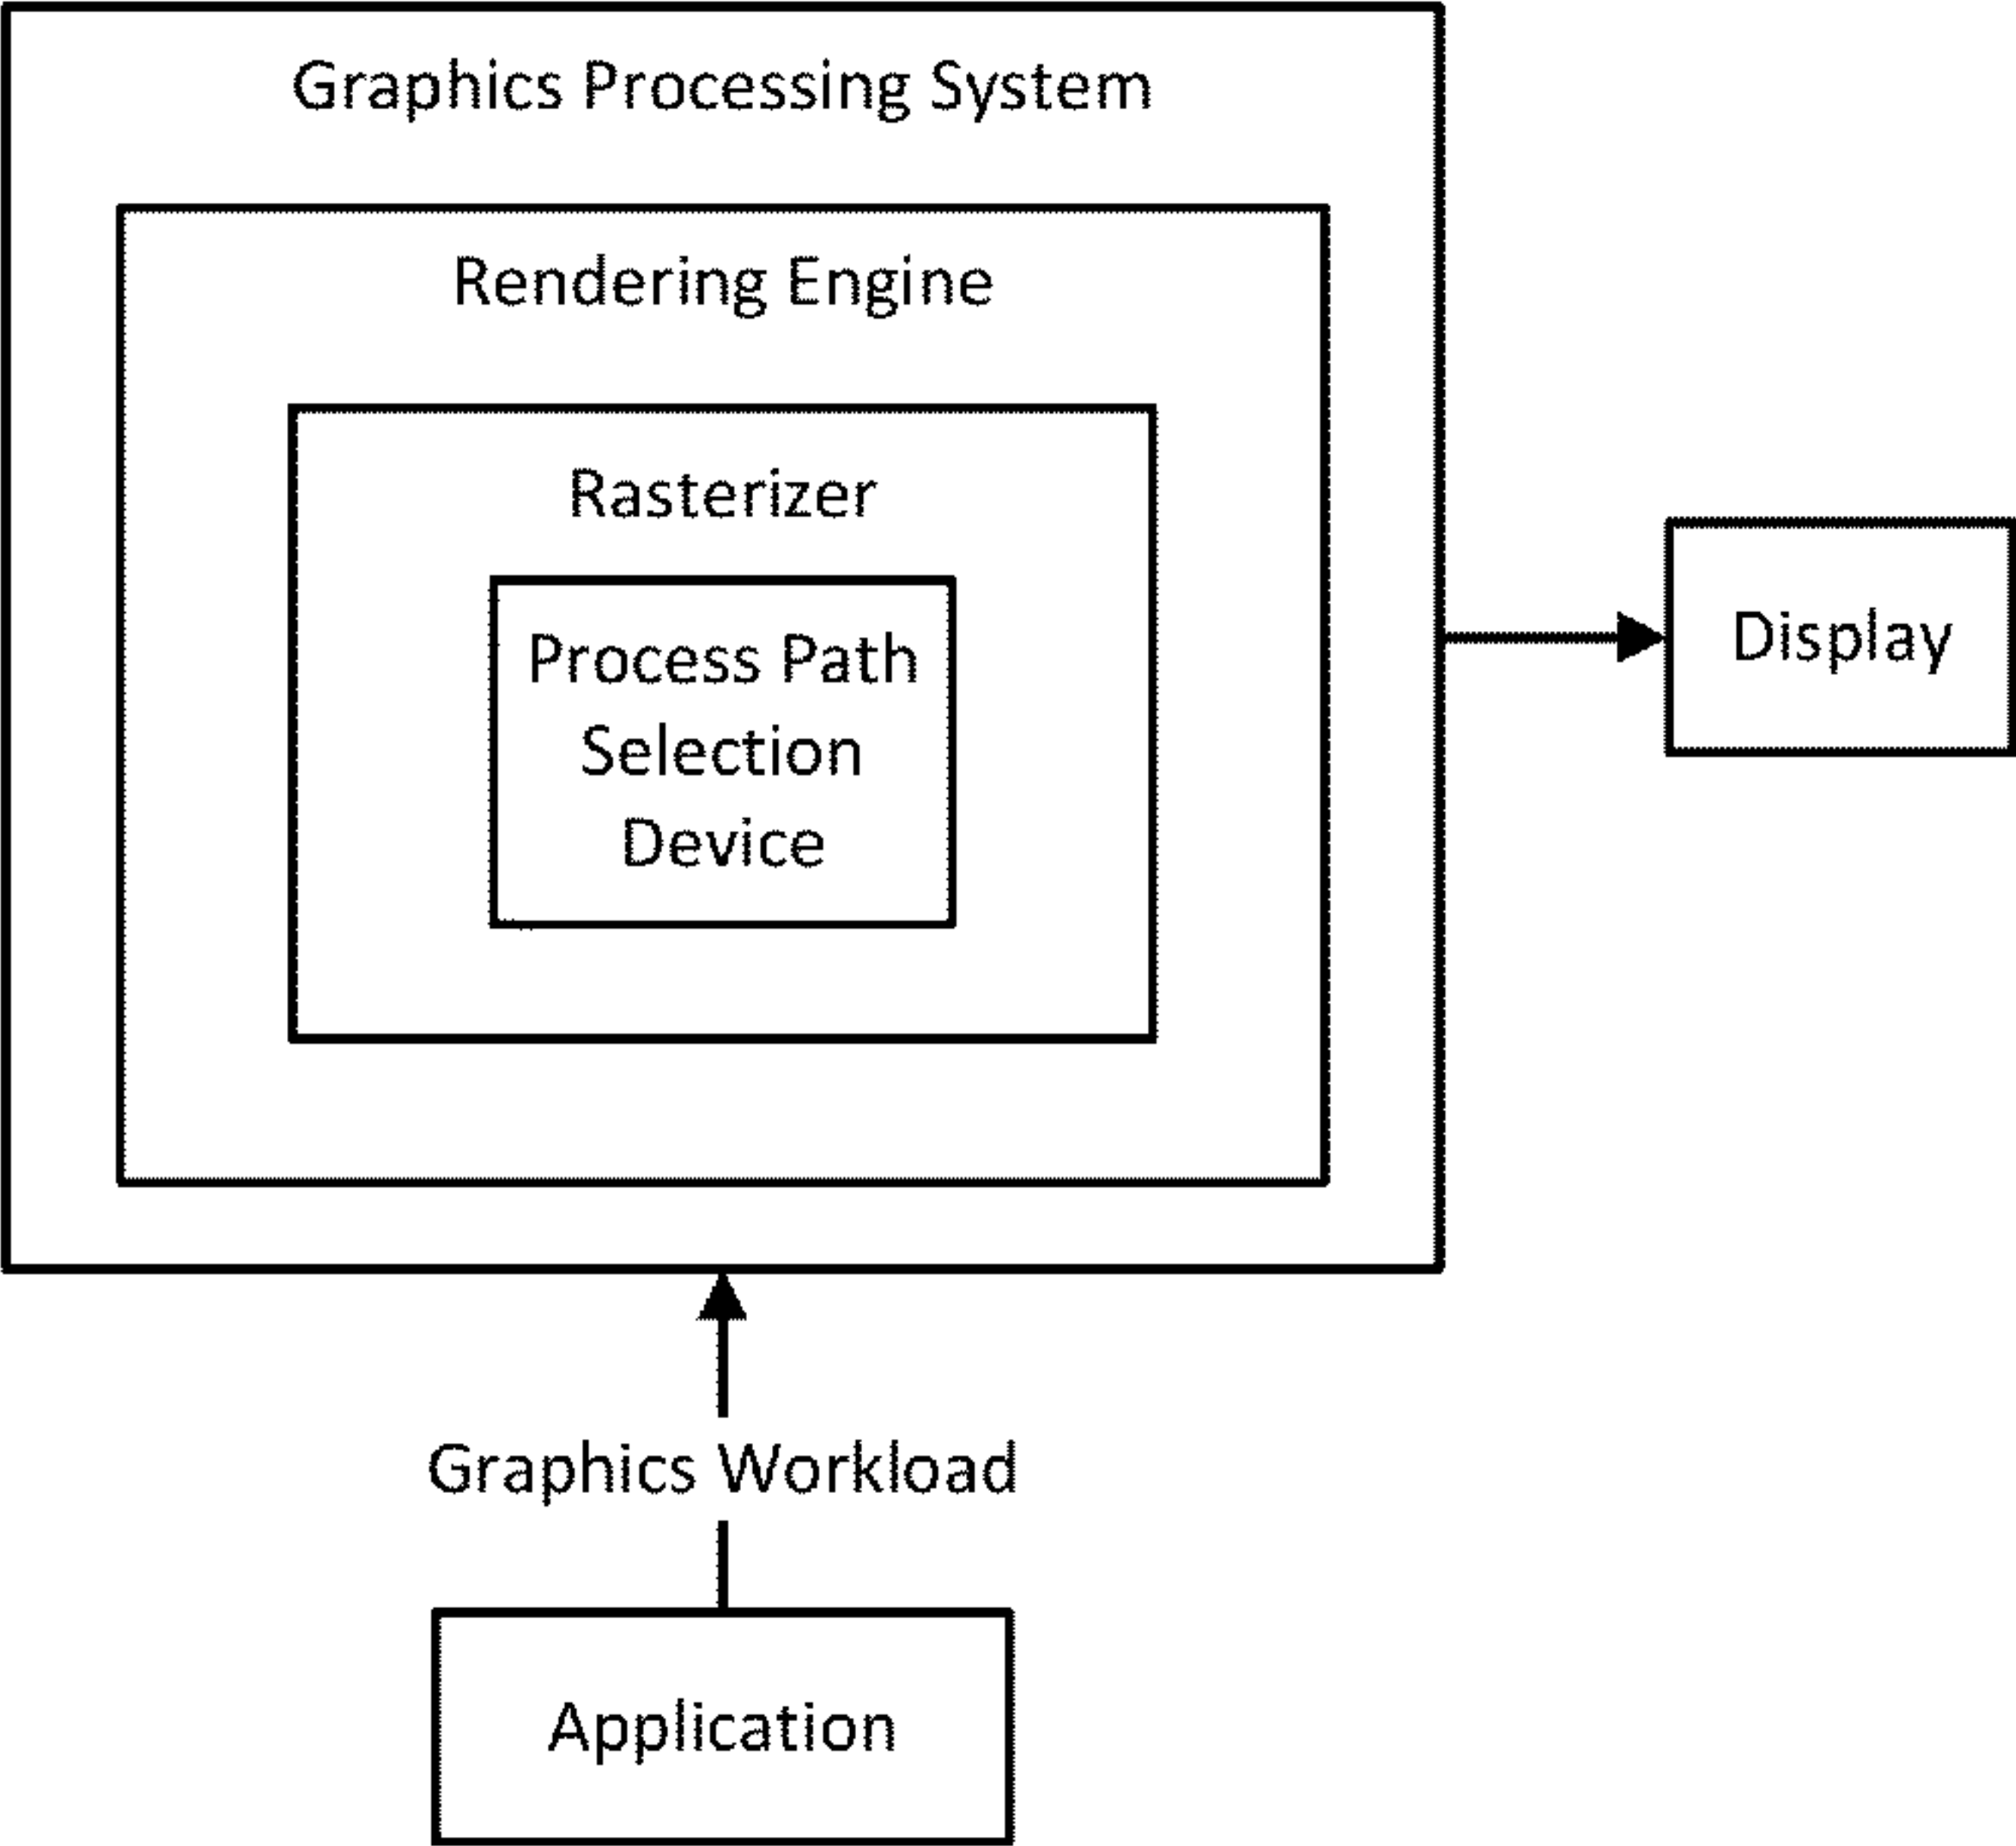 Graphics Processing System
Rendering Engine
Rasterizer
Process Path
Selection
Device
Display
Graphics Workload
Application